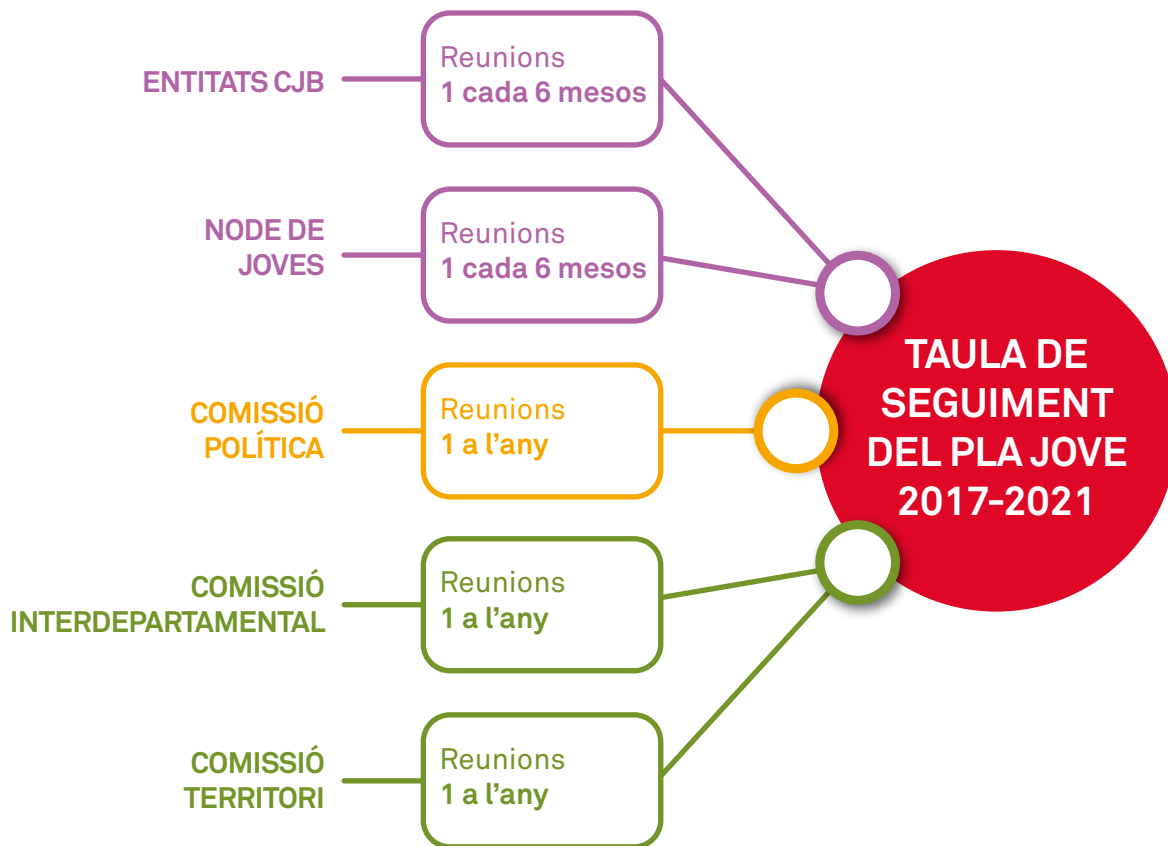 ENTITATS CJB
Reunions
1 cada 6 mesos
NODE DE
JOVES
Reunions
1 cada 6 mesos
COMISSIÓ
POLÍTICA
Reunions
1 a l’any
COMISSIÓ
INTERDEPARTAMENTAL
Reunions
1 a l’any
COMISSIÓ
TERRITORI
Reunions
1 a l’any
TAULA DE
SEGUIMENT
DEL PLA JOVE
2017-2021